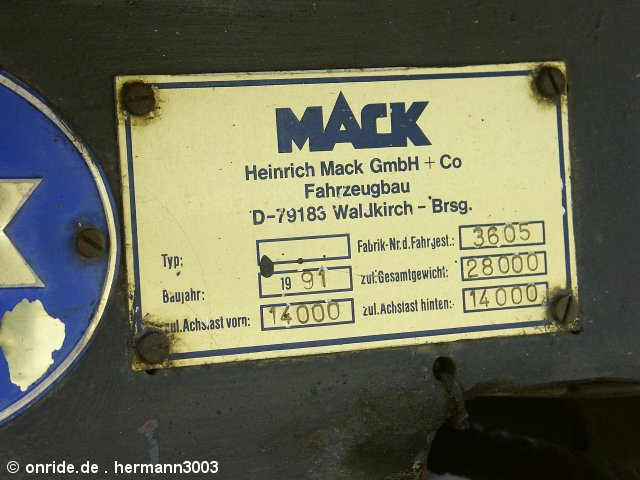 MACK
Heinrich Mack GmbH + Co
Fahrzeugbau
D-79183 Waldkirch - Brsg.
Typ:
Fabrik-Nr.d.Fahrgest.: 3605
Baujahr: 1991
zul.Gesamtgewicht: 28000
zul.Achslast vorn: 14000
zul.Achslast hinten: 14000
© onride.de . hermann3003